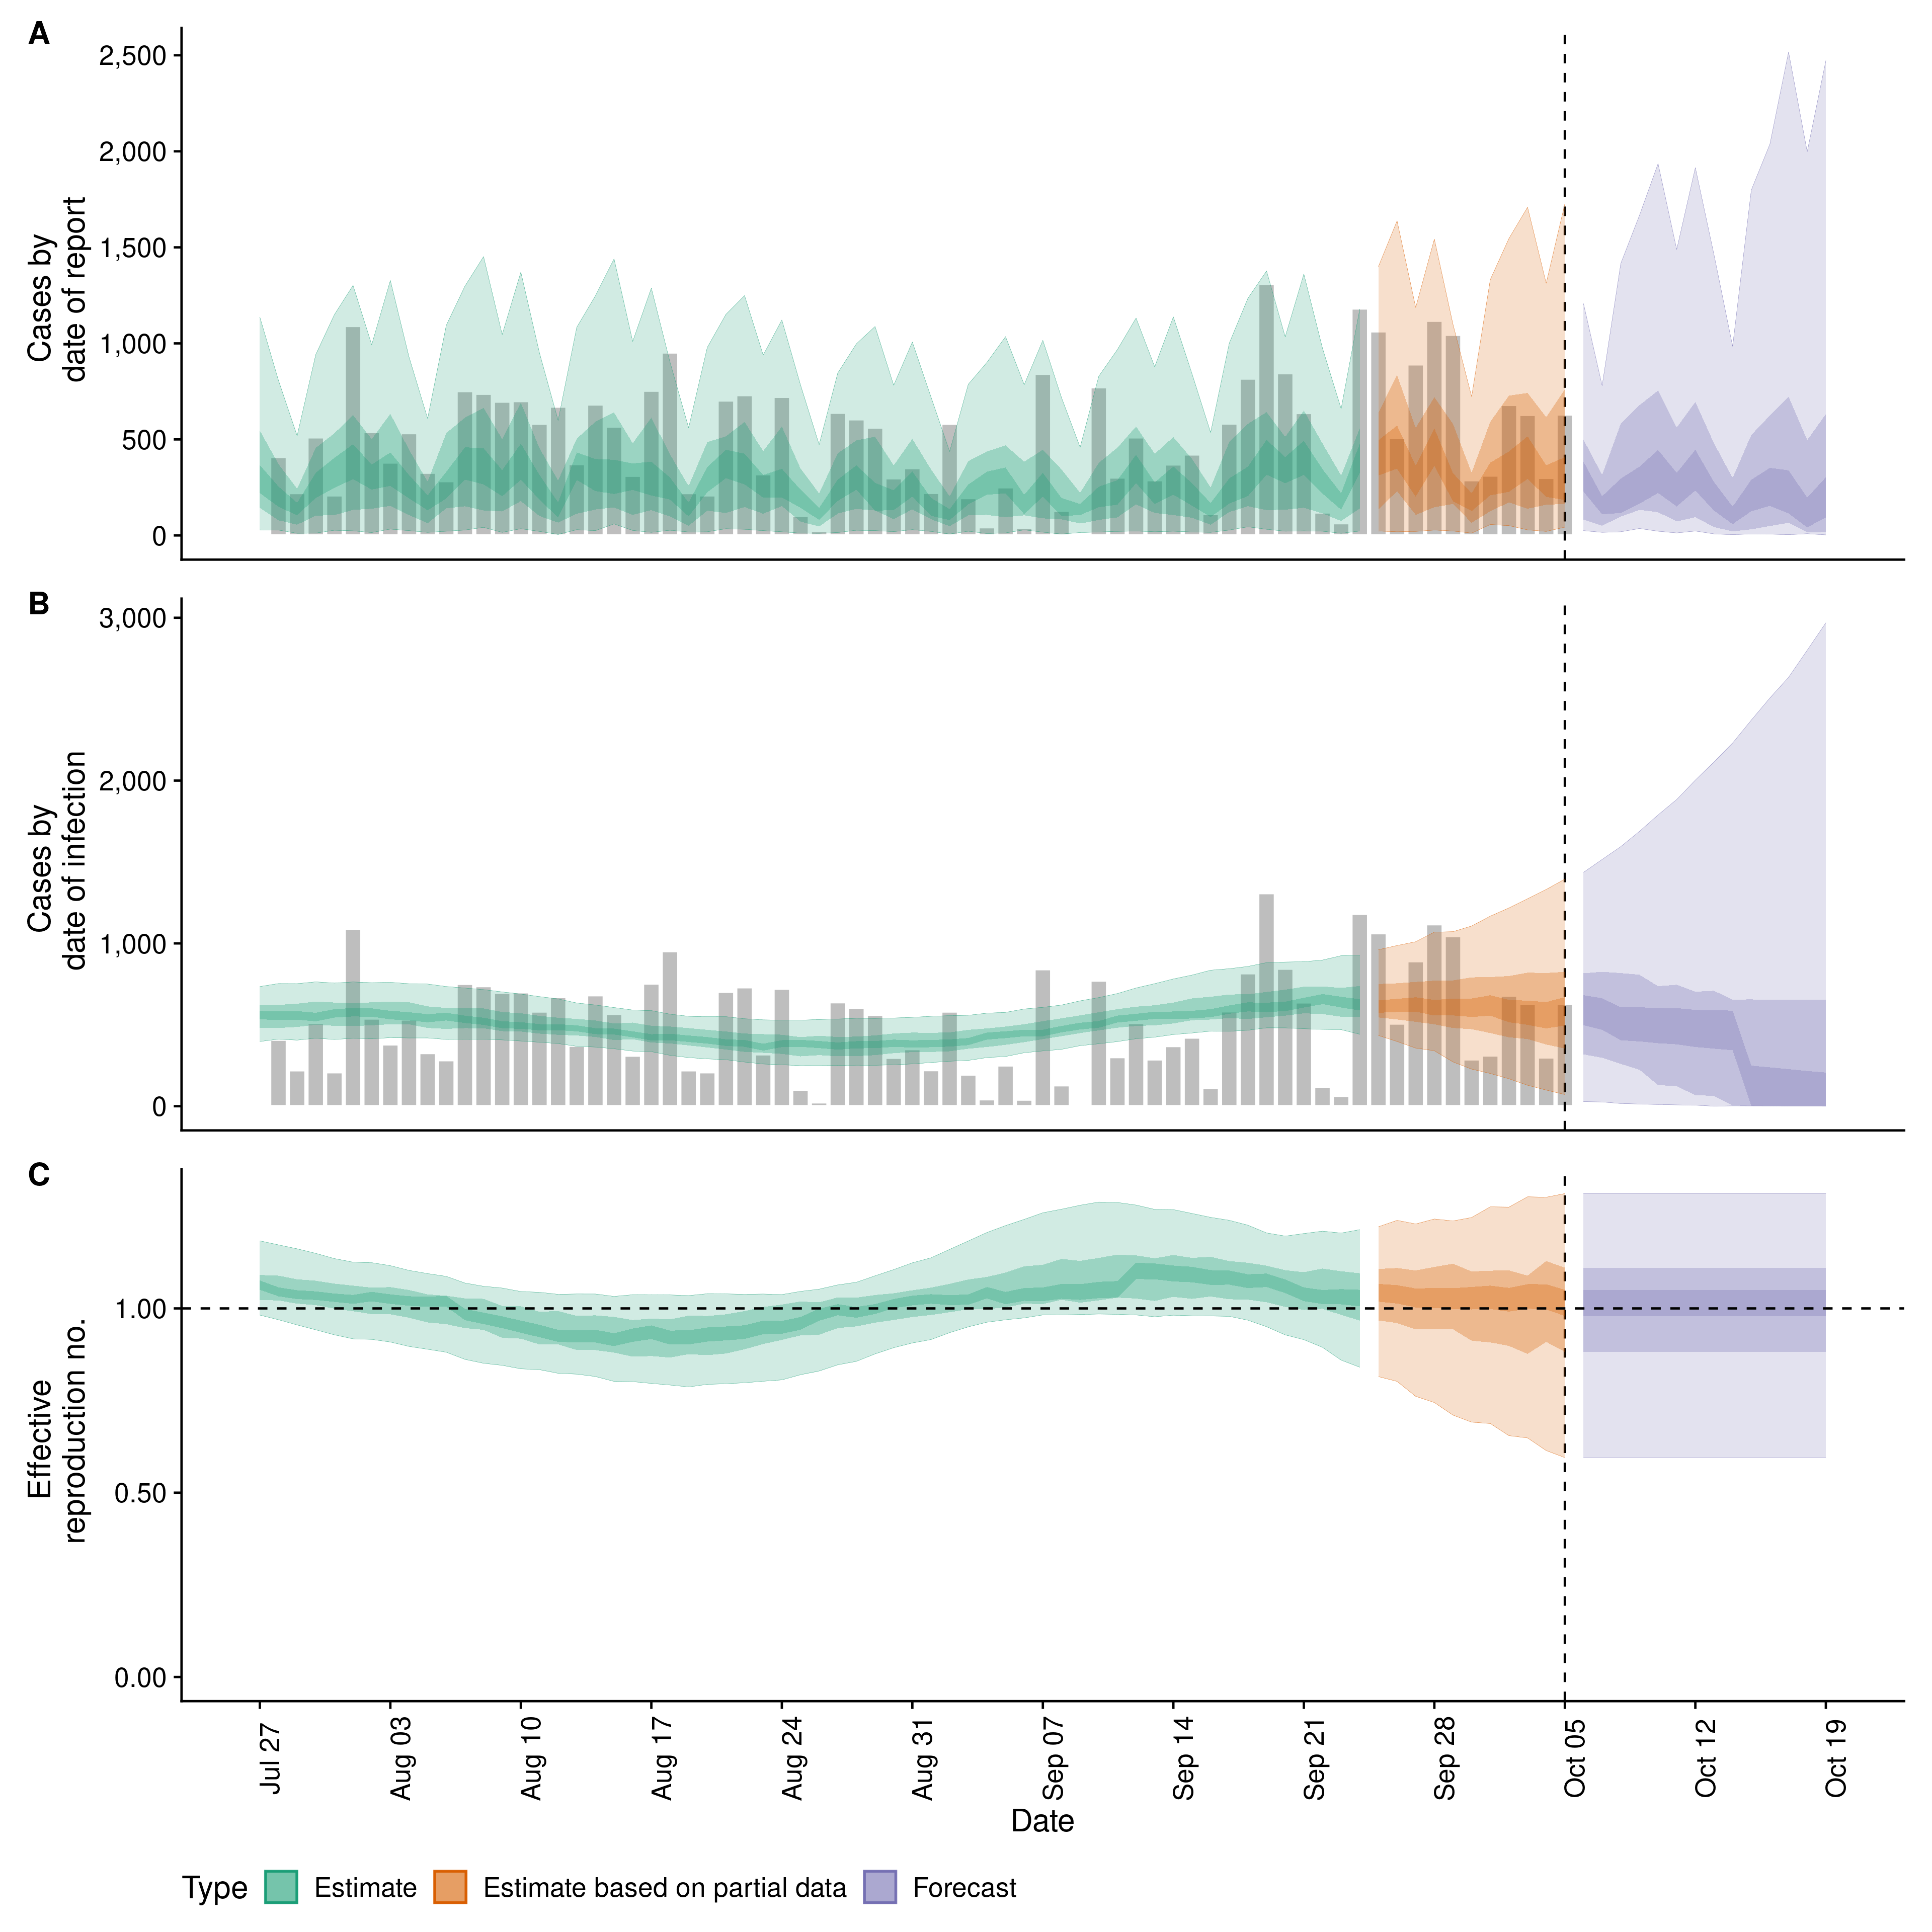 A
2,500
2,000
1,500
1,000
500
0
Cases by
date of report
B
3,000
2,000
1,000
0
Cases by
date of infection
C
1.00
0.50
0.00
Effective
reproduction no.
Jul 27
Aug 03
Aug 10
Aug 17
Aug 24
Aug 31
Sep 07
Sep 14
Sep 21
Sep 28
Oct 05
Oct 12
Oct 19
Date
Type Estimate Estimate based on partial data Forecast